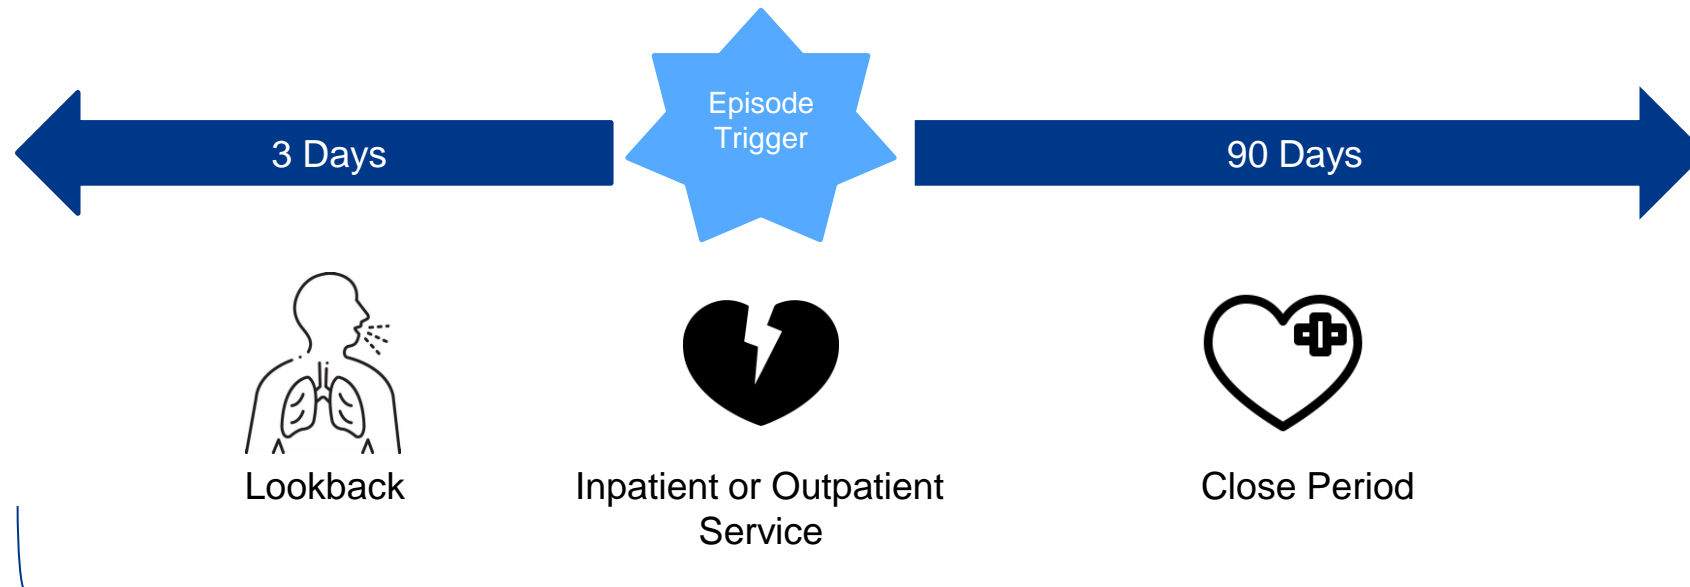 Episode
Trigger
3 Days
90 Days
Lookback
Inpatient or Outpatient
Service
Close Period